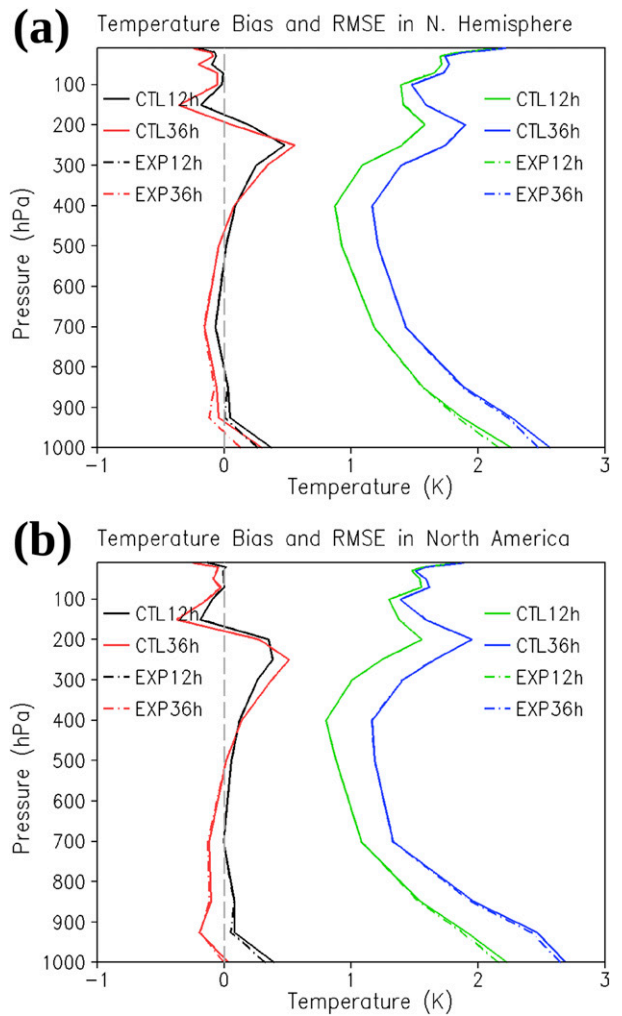 (a) Temperature Bias and RMSE in N. Hemisphere
Pressure (hPa)
100
200
300
400
500
600
700
800
900
1000
CTL12h
CTL36h
EXP12h
EXP36h
CTL12h
CTL36h
EXP12h
EXP36h
-1 0 1 2 3
Temperature (K)
(b) Temperature Bias and RMSE in North America
Pressure (hPa)
100
200
300
400
500
600
700
800
900
1000
CTL12h
CTL36h
EXP12h
EXP36h
CTL12h
CTL36h
EXP12h
EXP36h
-1 0 1 2 3
Temperature (K)